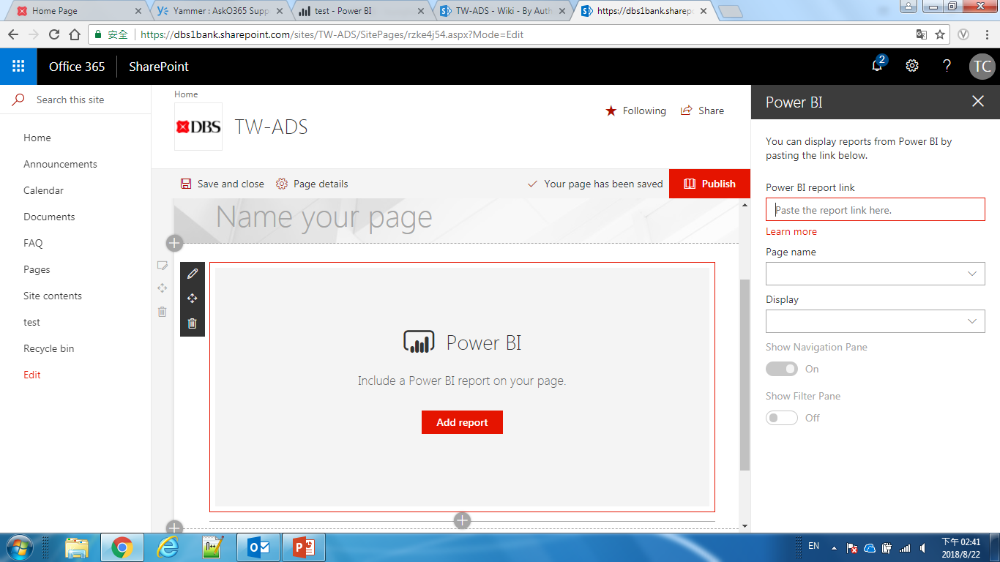 Home Page
Yammer : AskO365 Supp
test - Power BI
TW-ADS - Wiki - By Auth
https://dbs1bank.sharep
安全
https://dbs1bank.sharepoint.com/sites/TW-ADS/SitePages/rzke4j54.aspx?Mode=Edit
Office 365
SharePoint
2
?
TC
Search this site
Home
Announcements
Calendar
Documents
FAQ
Pages
Site contents
test
Recycle bin
Edit
Home
DBS
TW-ADS
Following
Share
Save and close
Page details
Your page has been saved
Publish
Name your page
Power BI
Include a Power BI report on your page.
Add report
Power BI
You can display reports from Power BI by
pasting the link below.
Power BI report link
Paste the report link here.
Learn more
Page name
Display
Show Navigation Pane
On
Show Filter Pane
Off
EN
下午 02:41
2018/8/22